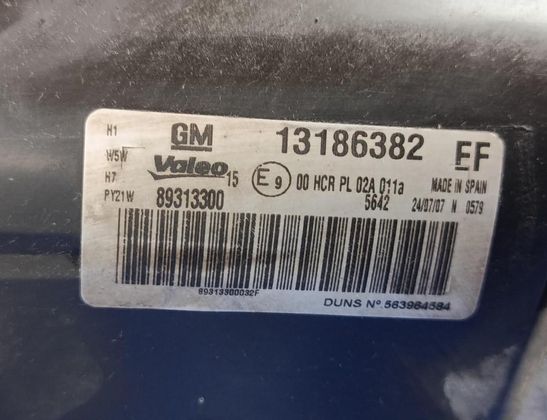 H1 GM 13186382 EF
W5W Valeo 15 E9 00 HCR PL 02A 011a MADE IN SPAIN
H7 5642 24/07/07 N 0579
PY21W 89313300
89313300032F
DUNS Nº 563964584